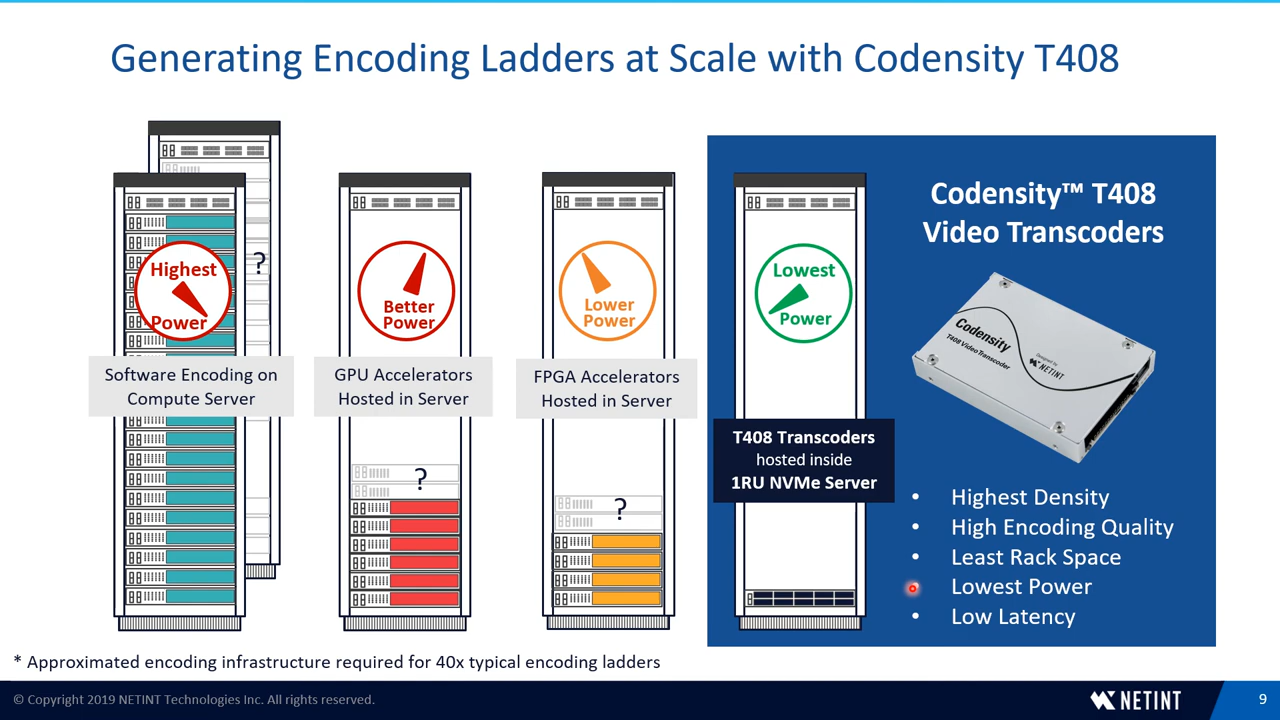 Generating Encoding Ladders at Scale with Codensity T408
Highest
Power
?
Software Encoding on
Compute Server
Better
Power
GPU Accelerators
Hosted in Server
?
Lower
Power
FPGA Accelerators
Hosted in Server
?
Lowest
Power
T408 Transcoders
hosted inside
1RU NVMe Server
Codensity™ T408
Video Transcoders
Codensity
T408 Video Transcoder
Designed by
NETINT
• Highest Density
• High Encoding Quality
• Least Rack Space
• Lowest Power
• Low Latency
* Approximated encoding infrastructure required for 40x typical encoding ladders
© Copyright 2019 NETINT Technologies Inc. All rights reserved.
NETINT
9